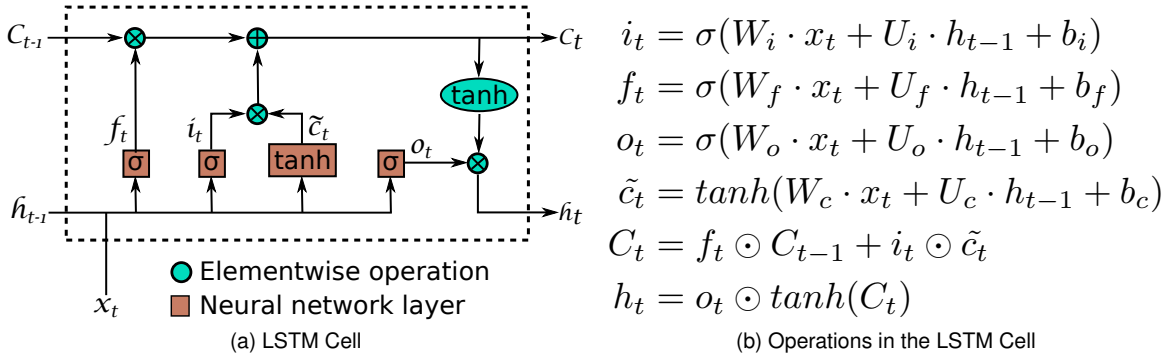 C_{t-1}
C_t
tanh
f_t
i_t
c̃_t
o_t
σ
σ
tanh
σ
h_{t-1}
h_t
x_t
Elementwise operation
Neural network layer
(a) LSTM Cell
i_t = σ(W_i · x_t + U_i · h_{t−1} + b_i)
f_t = σ(W_f · x_t + U_f · h_{t−1} + b_f)
o_t = σ(W_o · x_t + U_o · h_{t−1} + b_o)
c̃_t = tanh(W_c · x_t + U_c · h_{t−1} + b_c)
C_t = f_t ⊙ C_{t−1} + i_t ⊙ c̃_t
h_t = o_t ⊙ tanh(C_t)
(b) Operations in the LSTM Cell